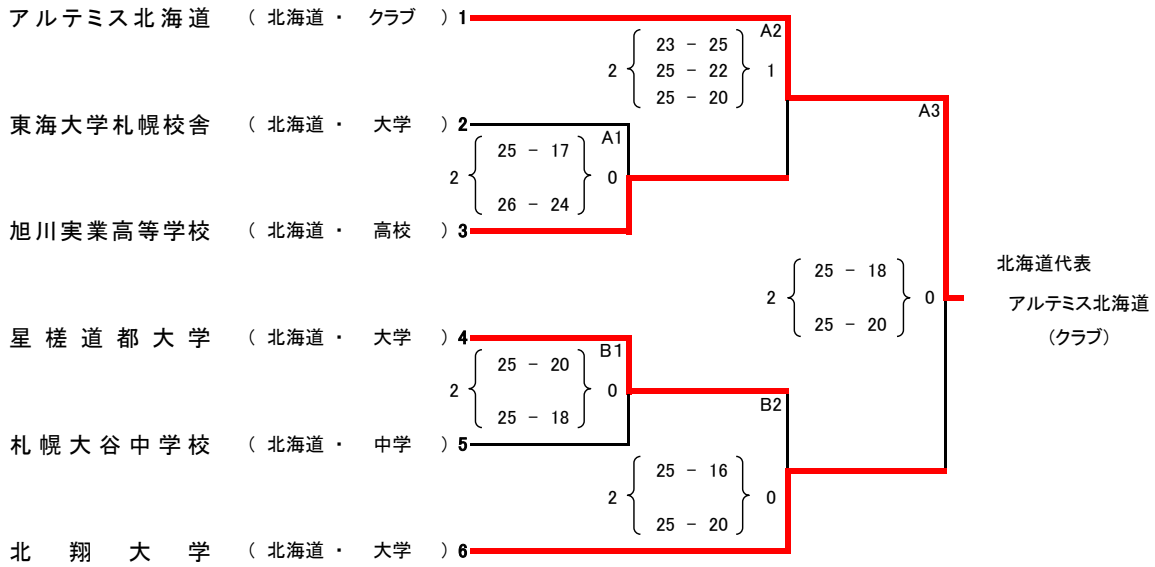 アルテミス北海道 （ 北海道 ・ クラブ ） 1
A2
23 － 25
2 25 － 22 1
25 － 20
A3
東海大学札幌校舎 （ 北海道 ・ 大学 ） 2
A1
25 － 17
2 0
26 － 24
旭川実業高等学校 （ 北海道 ・ 高校 ） 3
25 － 18
2 0
25 － 20
北海道代表
アルテミス北海道
（クラブ）
星槎道都大学 （ 北海道 ・ 大学 ） 4
B1
25 － 20
2 0
25 － 18
B2
札幌大谷中学校 （ 北海道 ・ 中学 ） 5
25 － 16
2 0
25 － 20
北翔大学 （ 北海道 ・ 大学 ） 6